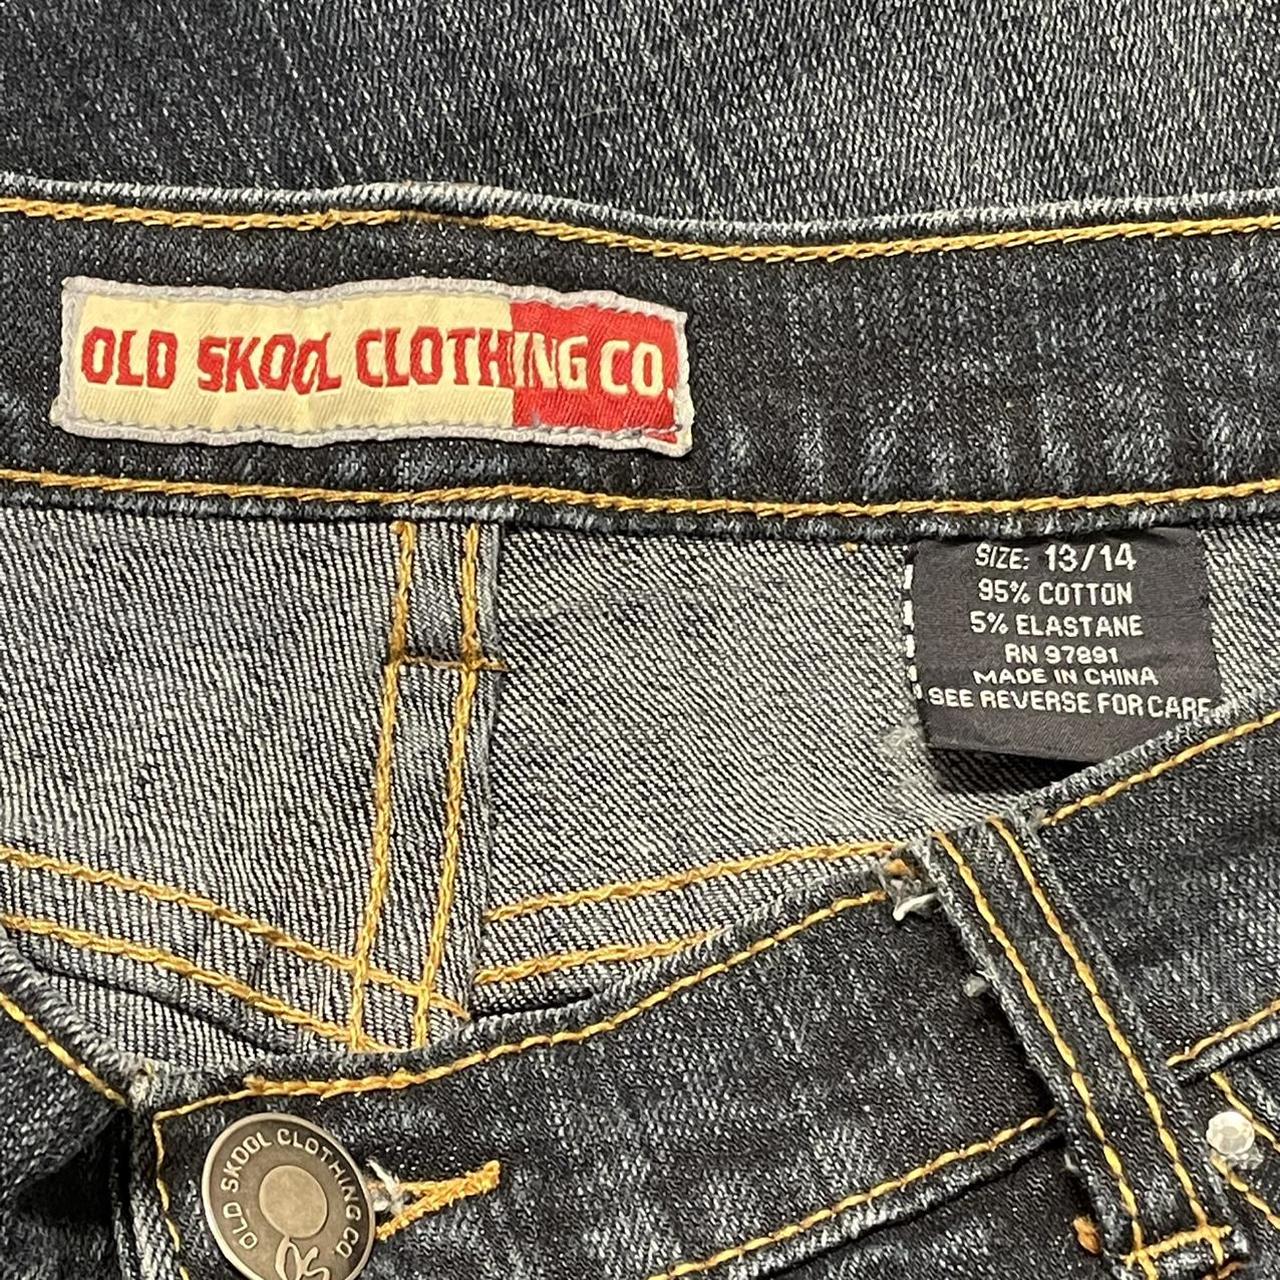 OLD SKOOL CLOTHING CO.
SIZE: 13/14
95% COTTON
5% ELASTANE
RN 97891
MADE IN CHINA
SEE REVERSE FOR CARE
OLD SKOOL CLOTHING CO
OS